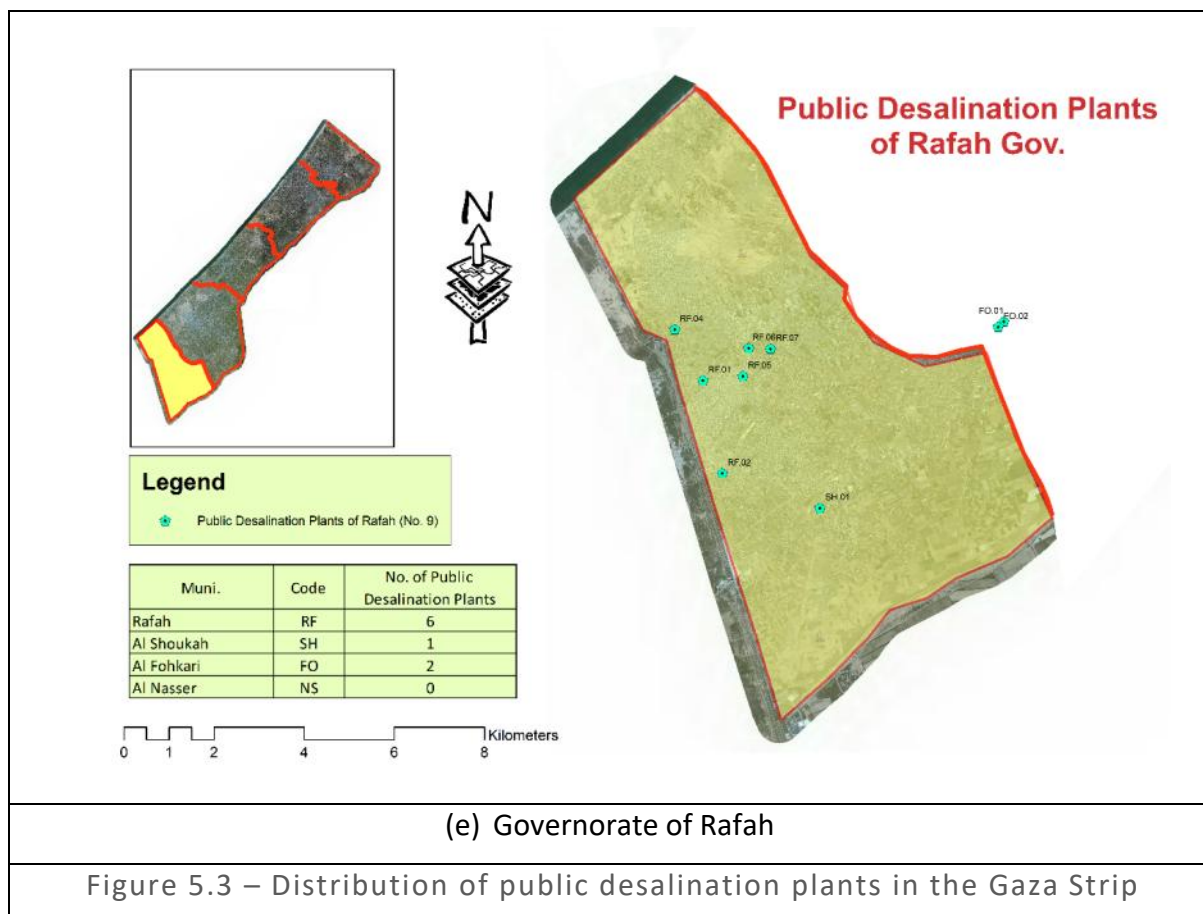 Public Desalination Plants
of Rafah Gov.
N
RF.04
RF.06
RF.07
RF.01
RF.05
RF.02
SH.01
FO.01
FO.02
Legend
Public Desalination Plants of Rafah (No. 9)
Muni. Code No. of Public Desalination Plants
Rafah RF 6
Al Shoukah SH 1
Al Fohkari FO 2
Al Nasser NS 0
Kilometers
0 1 2 4 6 8
(e) Governorate of Rafah
Figure 5.3 – Distribution of public desalination plants in the Gaza Strip